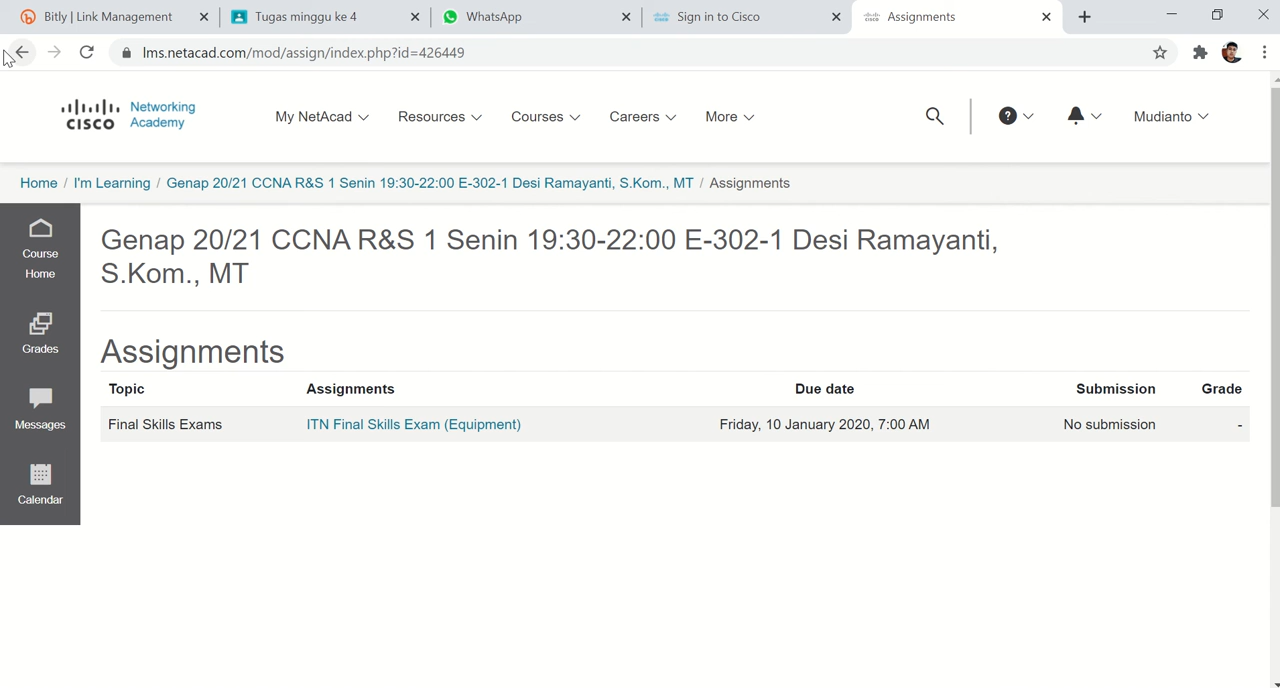 Bitly | Link Management
Tugas minggu ke 4
WhatsApp
Sign in to Cisco
Assignments
lms.netacad.com/mod/assign/index.php?id=426449
CISCO Networking Academy
My NetAcad
Resources
Courses
Careers
More
Mudianto
Home / I'm Learning / Genap 20/21 CCNA R&S 1 Senin 19:30-22:00 E-302-1 Desi Ramayanti, S.Kom., MT / Assignments
Course
Home
Grades
Messages
Calendar
Genap 20/21 CCNA R&S 1 Senin 19:30-22:00 E-302-1 Desi Ramayanti,
S.Kom., MT
Assignments
Topic Assignments Due date Submission Grade
Final Skills Exams ITN Final Skills Exam (Equipment) Friday, 10 January 2020, 7:00 AM No submission -